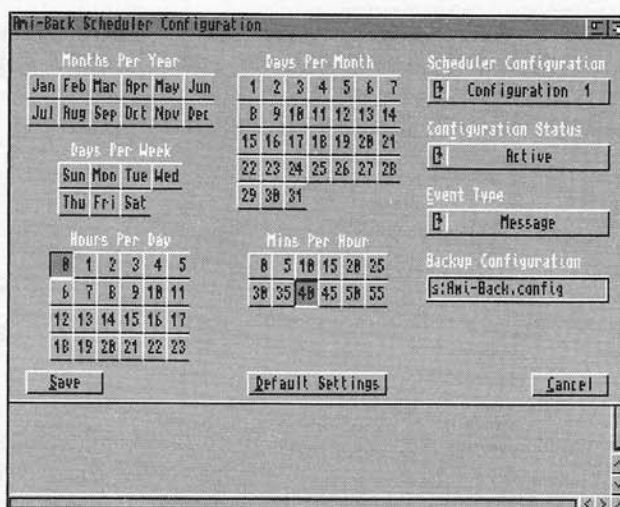 Ami-Back Scheduler Configuration
Months Per Year
Jan Feb Mar Apr May Jun
Jul Aug Sep Oct Nov Dec
Days Per Week
Sun Mon Tue Wed
Thu Fri Sat
Hours Per Day
0 1 2 3 4 5
6 7 8 9 10 11
12 13 14 15 16 17
18 19 20 21 22 23
Days Per Month
1 2 3 4 5 6 7
8 9 10 11 12 13 14
15 16 17 18 19 20 21
22 23 24 25 26 27 28
29 30 31
Mins Per Hour
0 5 10 15 20 25
30 35 40 45 50 55
Scheduler Configuration
Configuration 1
Configuration Status
Active
Event Type
Message
Backup Configuration
s:Ami-Back.config
Save
Default Settings
Cancel